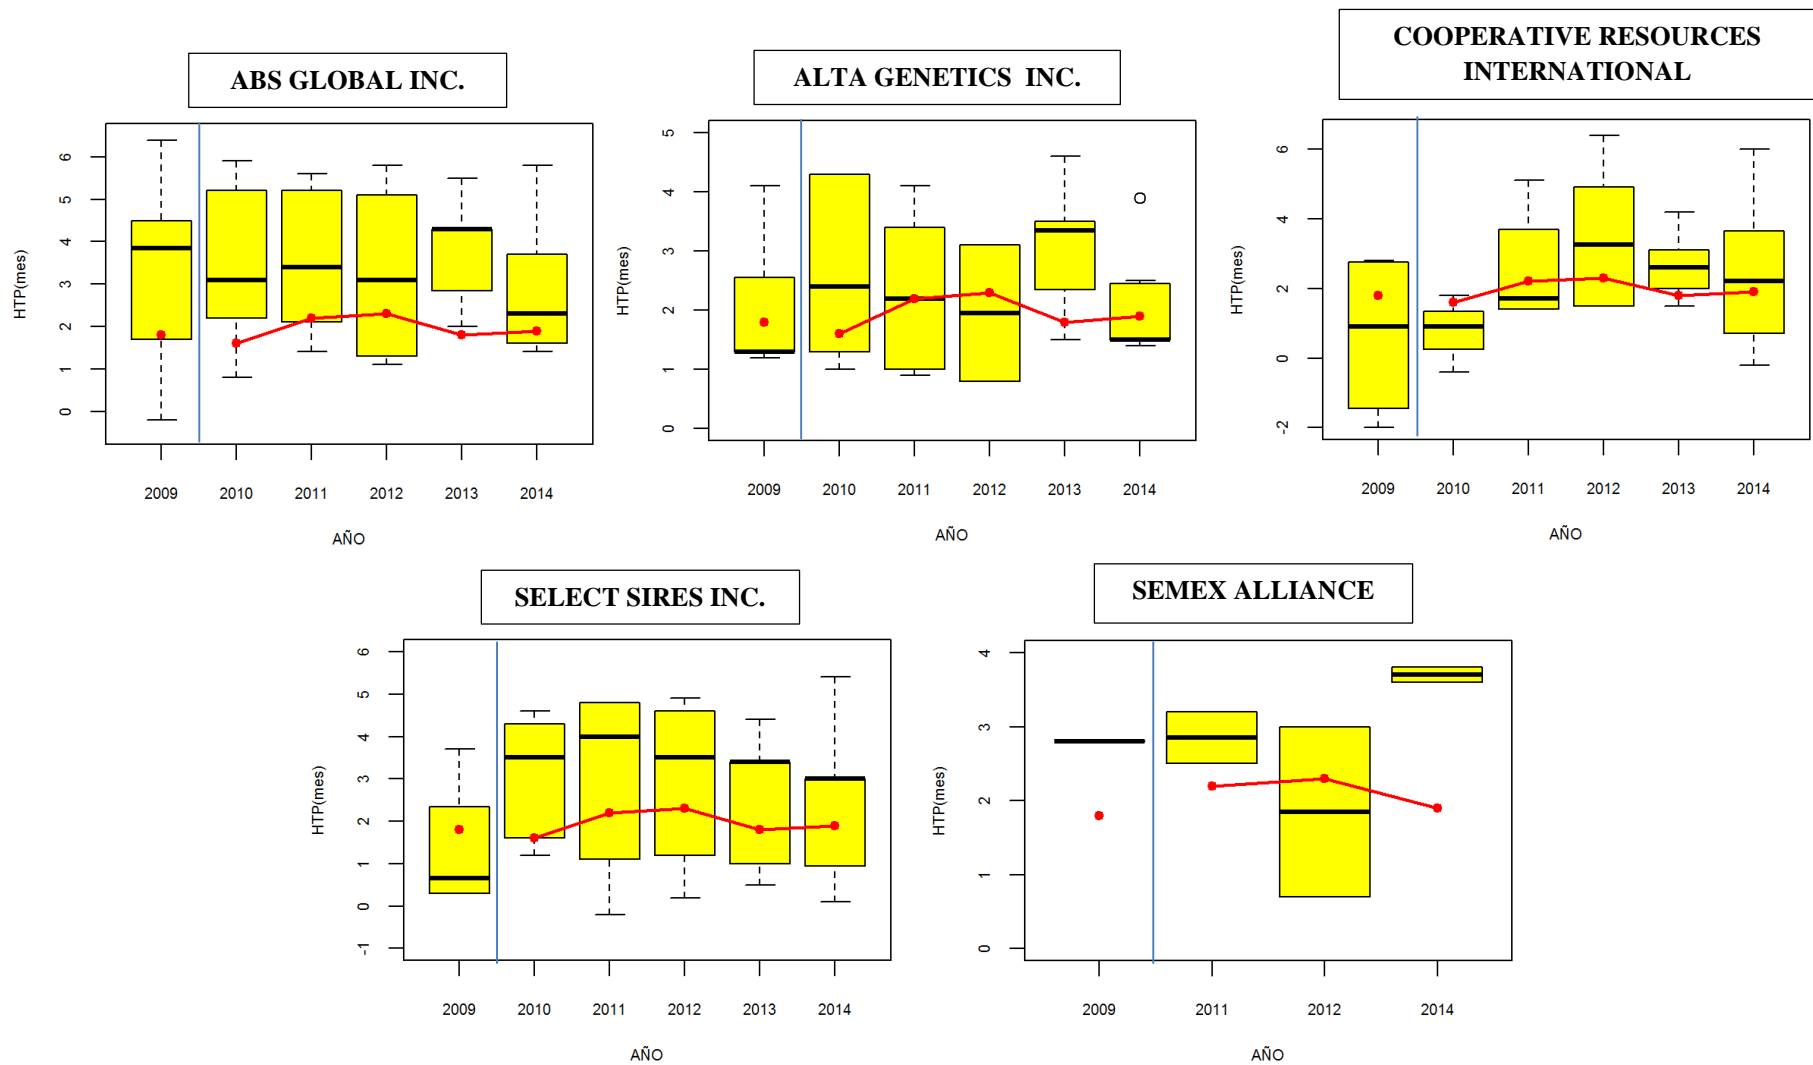 COOPERATIVE RESOURCES
INTERNATIONAL
ABS GLOBAL INC.
ALTA GENETICS INC.
HTP(mes)
6
5
4
3
2
1
0
2009 2010 2011 2012 2013 2014
AÑO
HTP(mes)
5
4
3
2
1
0
2009 2010 2011 2012 2013 2014
AÑO
HTP(mes)
6
4
2
0
-2
2009 2010 2011 2012 2013 2014
AÑO
SELECT SIRES INC.
HTP(mes)
6
5
4
3
2
1
0
-1
2009 2010 2011 2012 2013 2014
AÑO
SEMEX ALLIANCE
HTP(mes)
4
3
2
1
0
2009 2011 2012 2014
AÑO